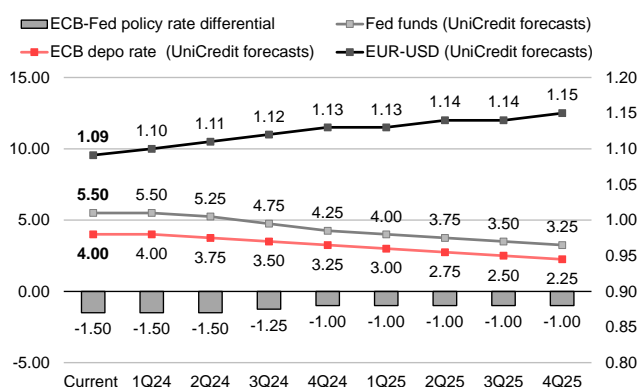 ECB-Fed policy rate differential
Fed funds (UniCredit forecasts)
ECB depo rate  (UniCredit forecasts)
EUR-USD (UniCredit forecasts)
15.00
1.20
1.09 1.10 1.11 1.12 1.13 1.13 1.14 1.14 1.15
1.15
10.00
1.10
1.05
5.50 5.50 5.25 4.75 4.25 4.00 3.75 3.50 3.25
5.00
1.00
4.00 4.00 3.75 3.50 3.25 3.00 2.75 2.50 2.25
0.95
0.00
0.90
-1.50 -1.50 -1.50 -1.25 -1.00 -1.00 -1.00 -1.00 -1.00
0.85
-5.00
0.80
Current 1Q24 2Q24 3Q24 4Q24 1Q25 2Q25 3Q25 4Q25